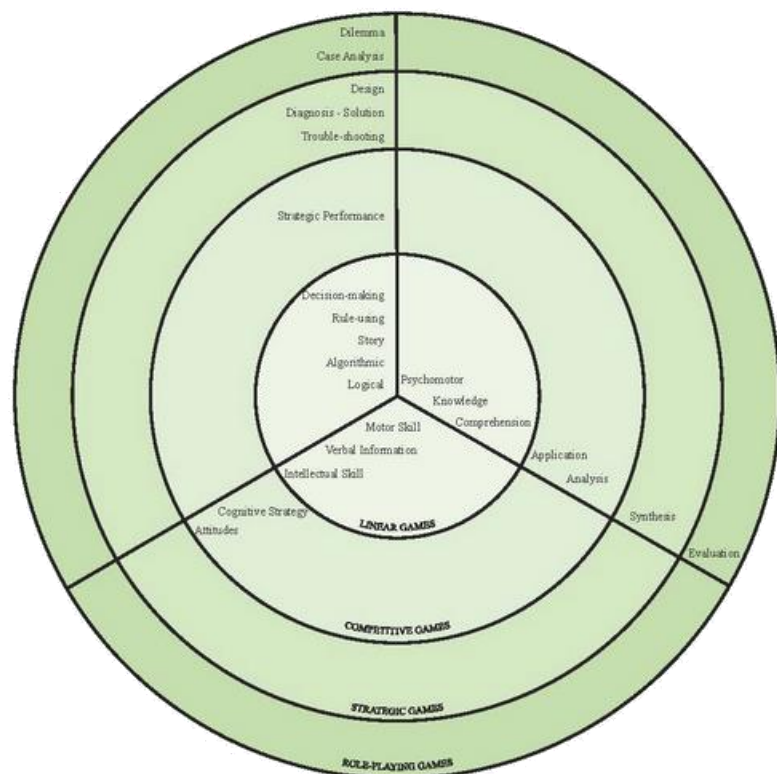 Dilemma
Case Analysis
Design
Diagnosis - Solution
Trouble-shooting
Strategic Performance
Decision-making
Rule-using
Story
Algorithmic
Logical
Psychomotor
Knowledge
Comprehension
Application
Analysis
Synthesis
Evaluation
Motor Skill
Verbal Information
Intellectual Skill
Cognitive Strategy
Attitudes
LINEAR GAMES
COMPETITIVE GAMES
STRATEGIC GAMES
ROLE-PLAYING GAMES